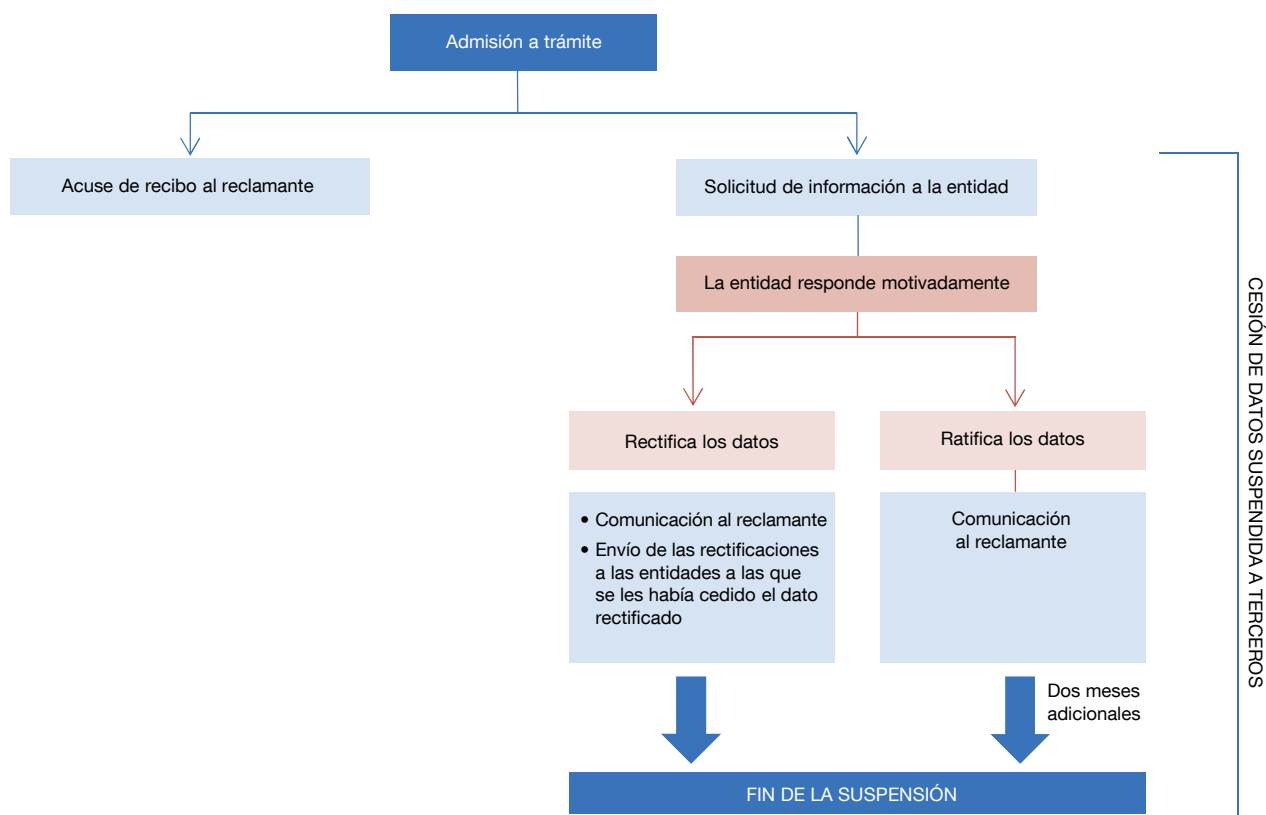 Admisión a trámite
Acuse de recibo al reclamante
Solicitud de información a la entidad
La entidad responde motivadamente
Rectifica los datos
Ratifica los datos
• Comunicación al reclamante
• Envío de las rectificaciones
a las entidades a las que
se les había cedido el dato
rectificado
Comunicación
al reclamante
Dos meses
adicionales
FIN DE LA SUSPENSIÓN
CESIÓN DE DATOS SUSPENDIDA A TERCEROS